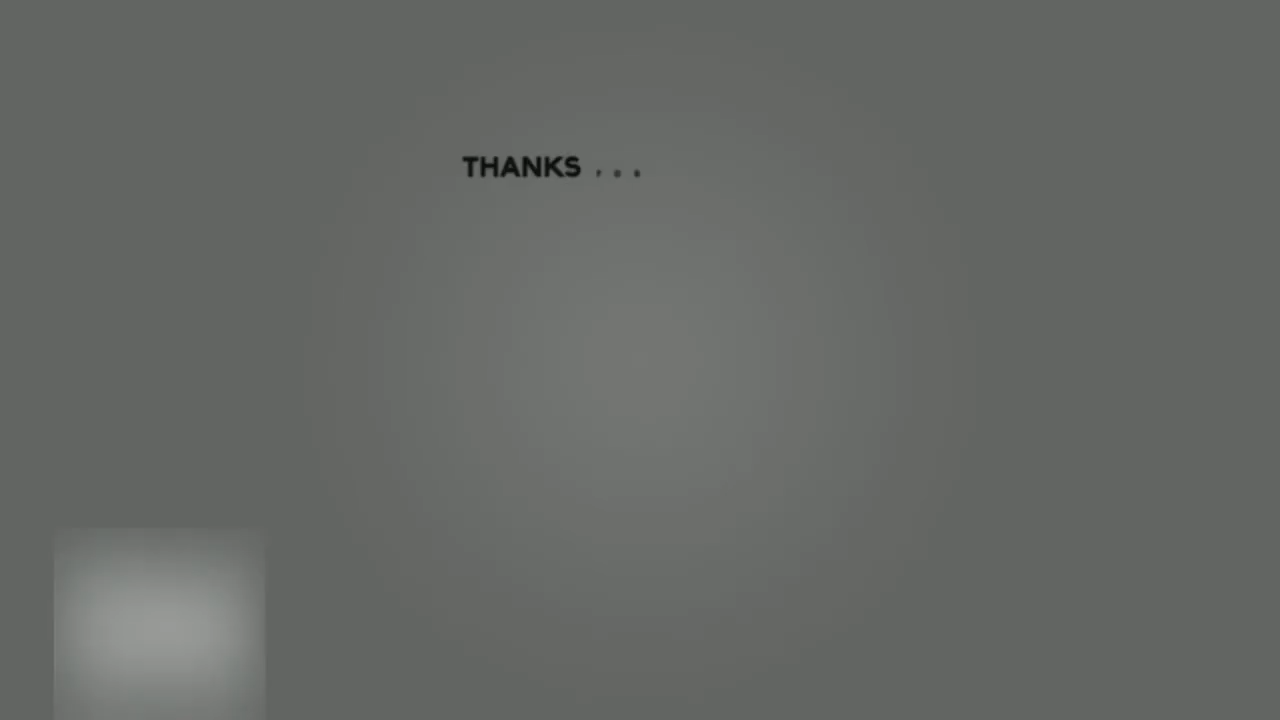 THANKS . . .